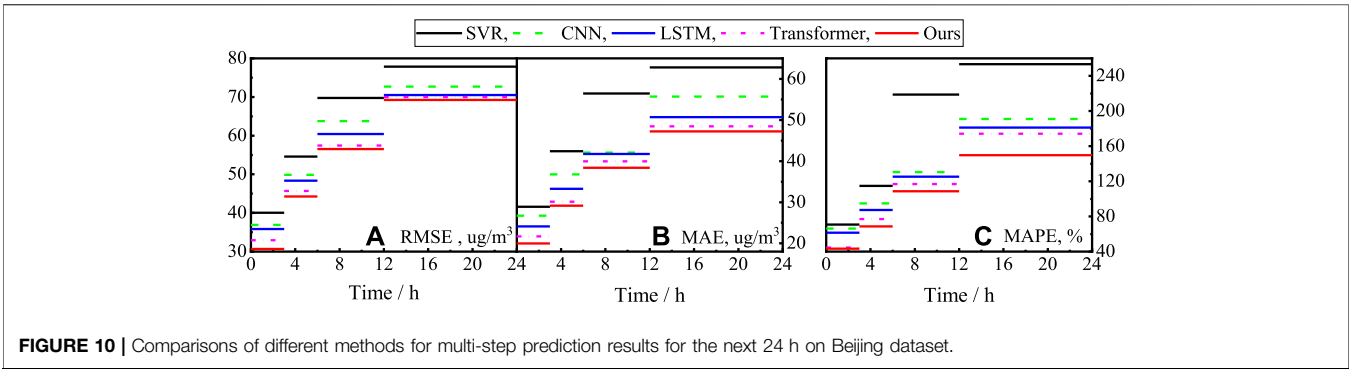 SVR, CNN, LSTM, Transformer, Ours
80
70
60
50
40
30
0 4 8 12 16 20 24
Time / h
A RMSE , ug/m³
60
50
40
30
20
4 8 12 16 20 24
Time / h
B MAE, ug/m³
240
200
160
120
80
40
0 4 8 12 16 20 24
Time / h
C MAPE, %
FIGURE 10 | Comparisons of different methods for multi-step prediction results for the next 24 h on Beijing dataset.